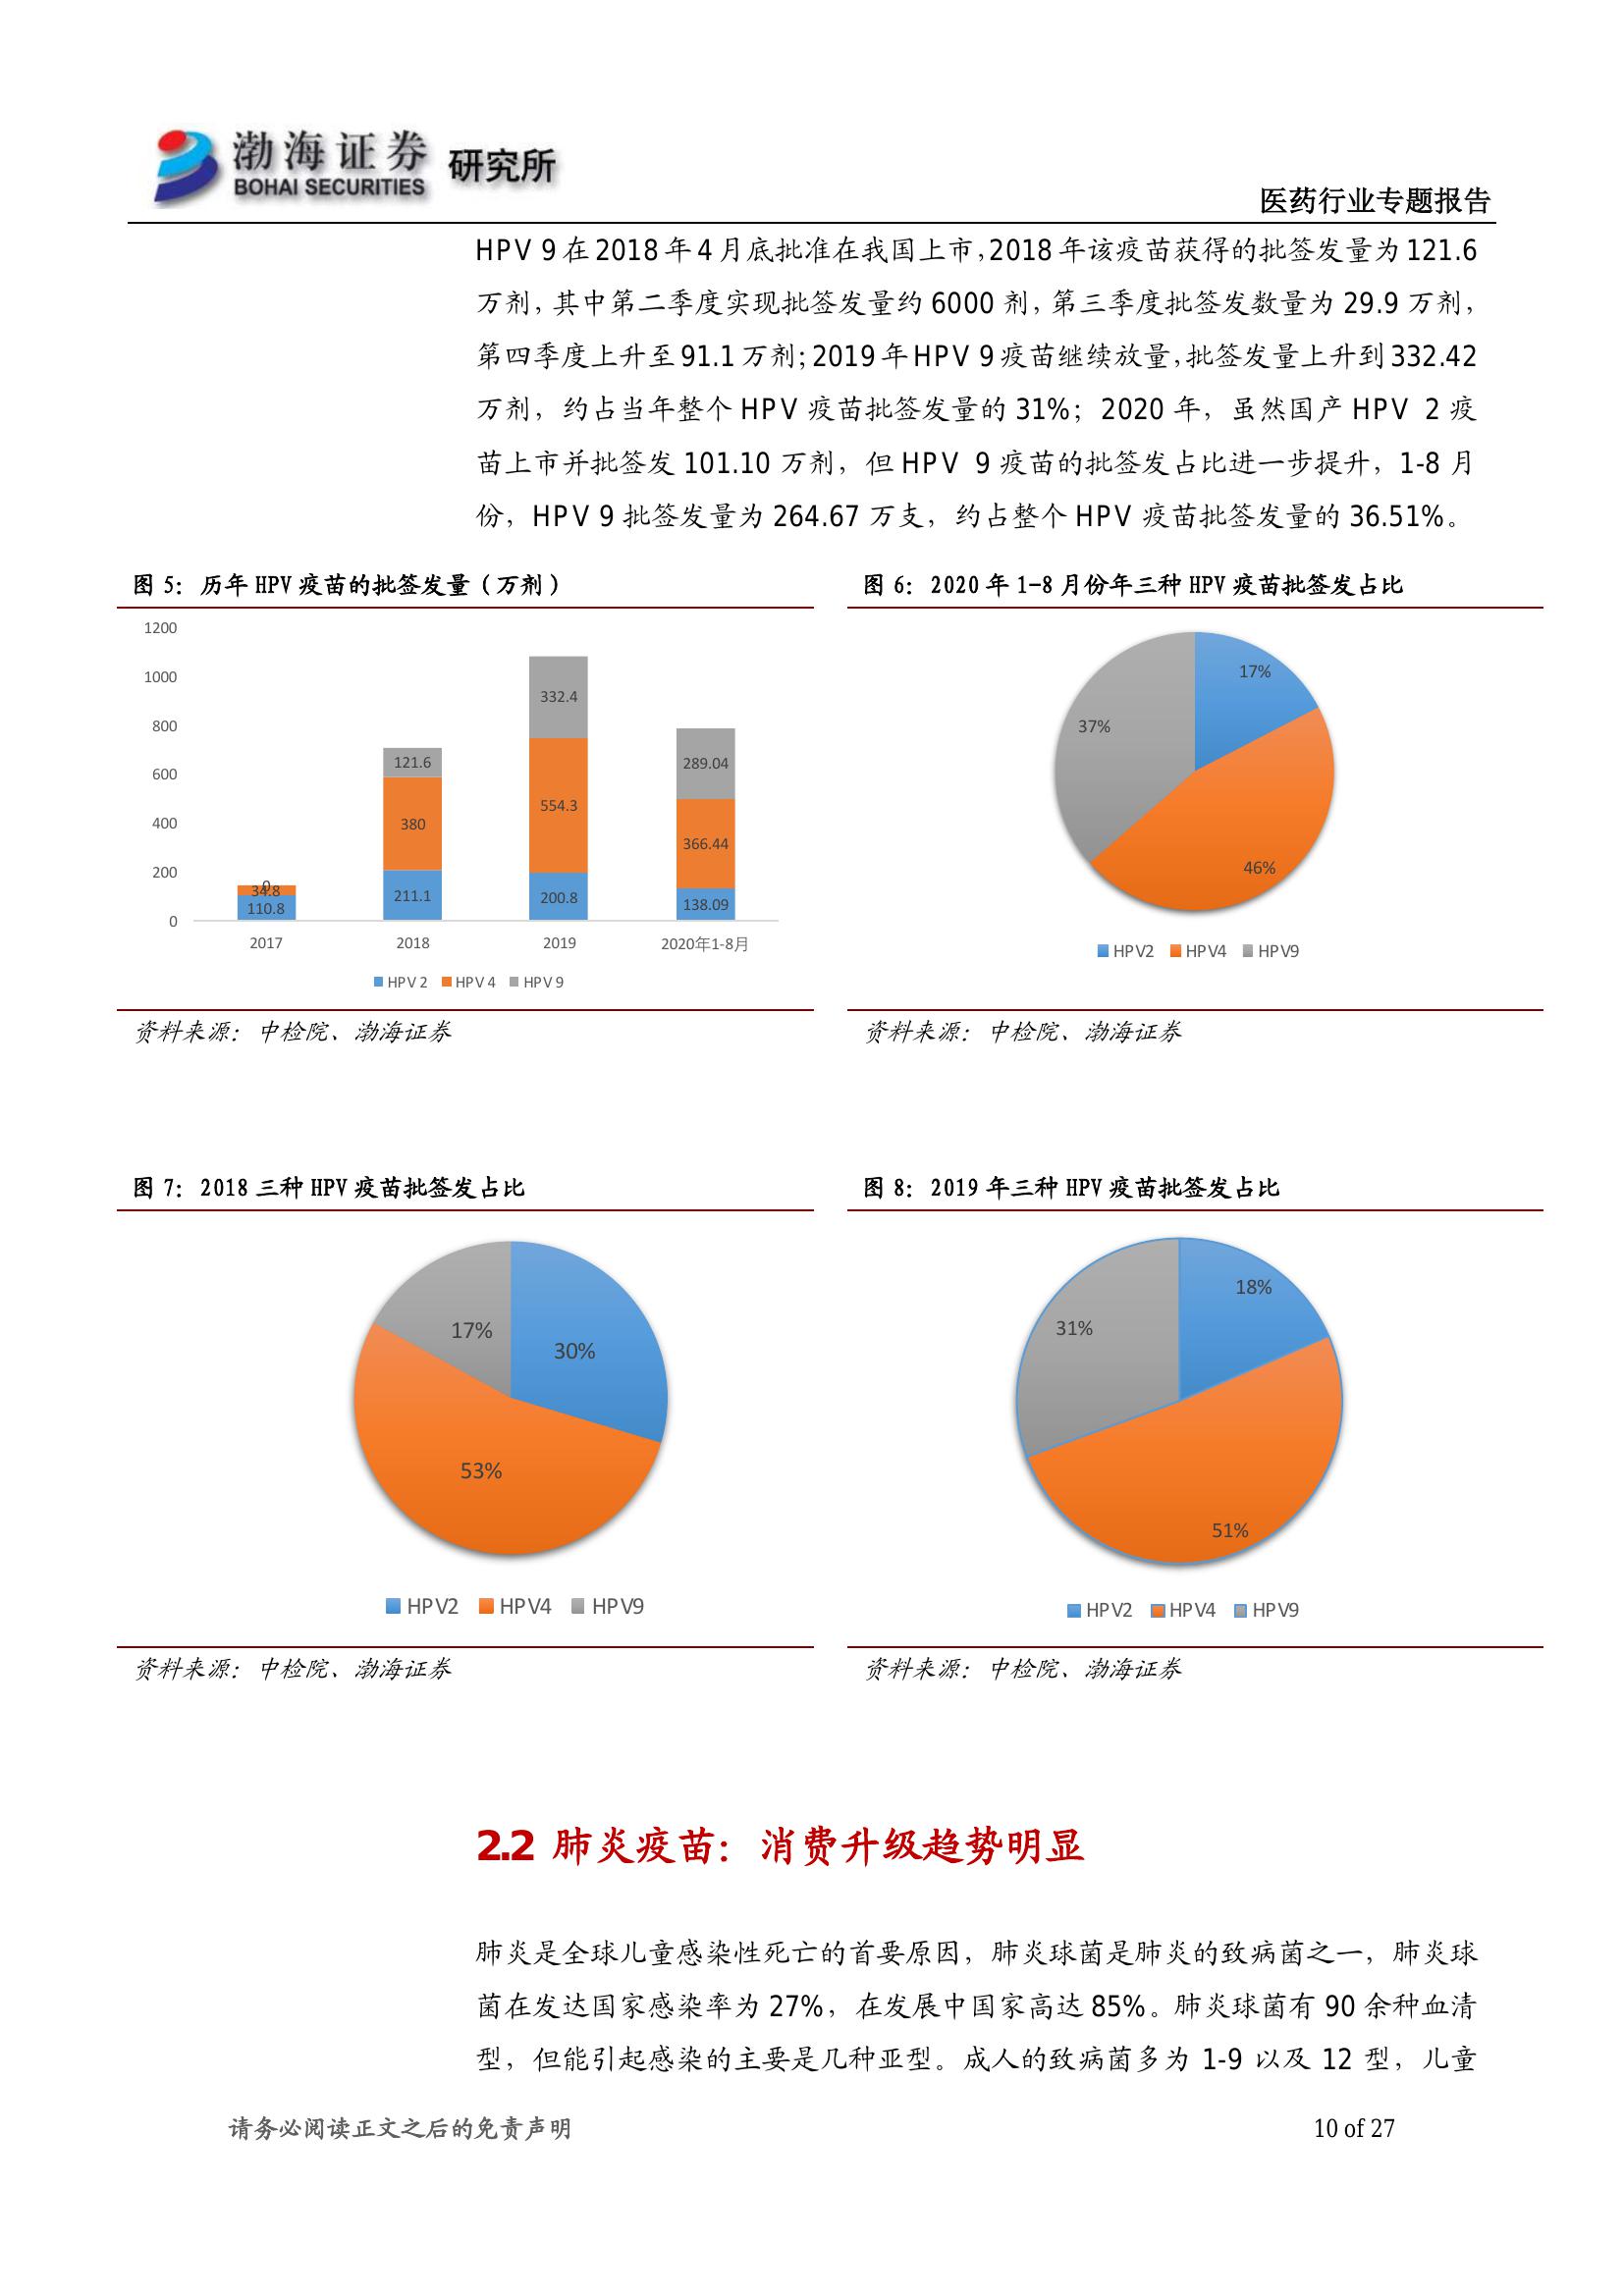 渤海证券 研究所
BOHAI SECURITIES
医药行业专题报告
HPV 9 在 2018 年 4 月底批准在我国上市，2018 年该疫苗获得的批签发量为 121.6
万剂，其中第二季度实现批签发量约 6000 剂，第三季度批签发数量为 29.9 万剂，
第四季度上升至 91.1 万剂；2019 年 HPV 9 疫苗继续放量，批签发量上升到 332.42
万剂，约占当年整个 HPV 疫苗批签发量的 31%；2020 年，虽然国产 HPV 2 疫
苗上市并批签发 101.10 万剂，但 HPV 9 疫苗的批签发占比进一步提升，1-8 月
份，HPV 9 批签发量为 264.67 万支，约占整个 HPV 疫苗批签发量的 36.51%。
图 5：历年 HPV 疫苗的批签发量（万剂）
1200
1000
800
600
400
200
0
0
34.8
110.8
121.6
380
211.1
332.4
554.3
200.8
289.04
366.44
138.09
2017 2018 2019 2020年1-8月
HPV 2 HPV 4 HPV 9
资料来源：中检院、渤海证券
图 6：2020 年 1-8 月份年三种 HPV 疫苗批签发占比
17%
37%
46%
HPV2 HPV4 HPV9
资料来源：中检院、渤海证券
图 7：2018 三种 HPV 疫苗批签发占比
17%
30%
53%
HPV2 HPV4 HPV9
资料来源：中检院、渤海证券
图 8：2019 年三种 HPV 疫苗批签发占比
18%
31%
51%
HPV2 HPV4 HPV9
资料来源：中检院、渤海证券
2.2 肺炎疫苗：消费升级趋势明显
肺炎是全球儿童感染性死亡的首要原因，肺炎球菌是肺炎的致病菌之一，肺炎球
菌在发达国家感染率为 27%，在发展中国家高达 85%。肺炎球菌有 90 余种血清
型，但能引起感染的主要是几种亚型。成人的致病菌多为 1-9 以及 12 型，儿童
请务必阅读正文之后的免责声明
10 of 27